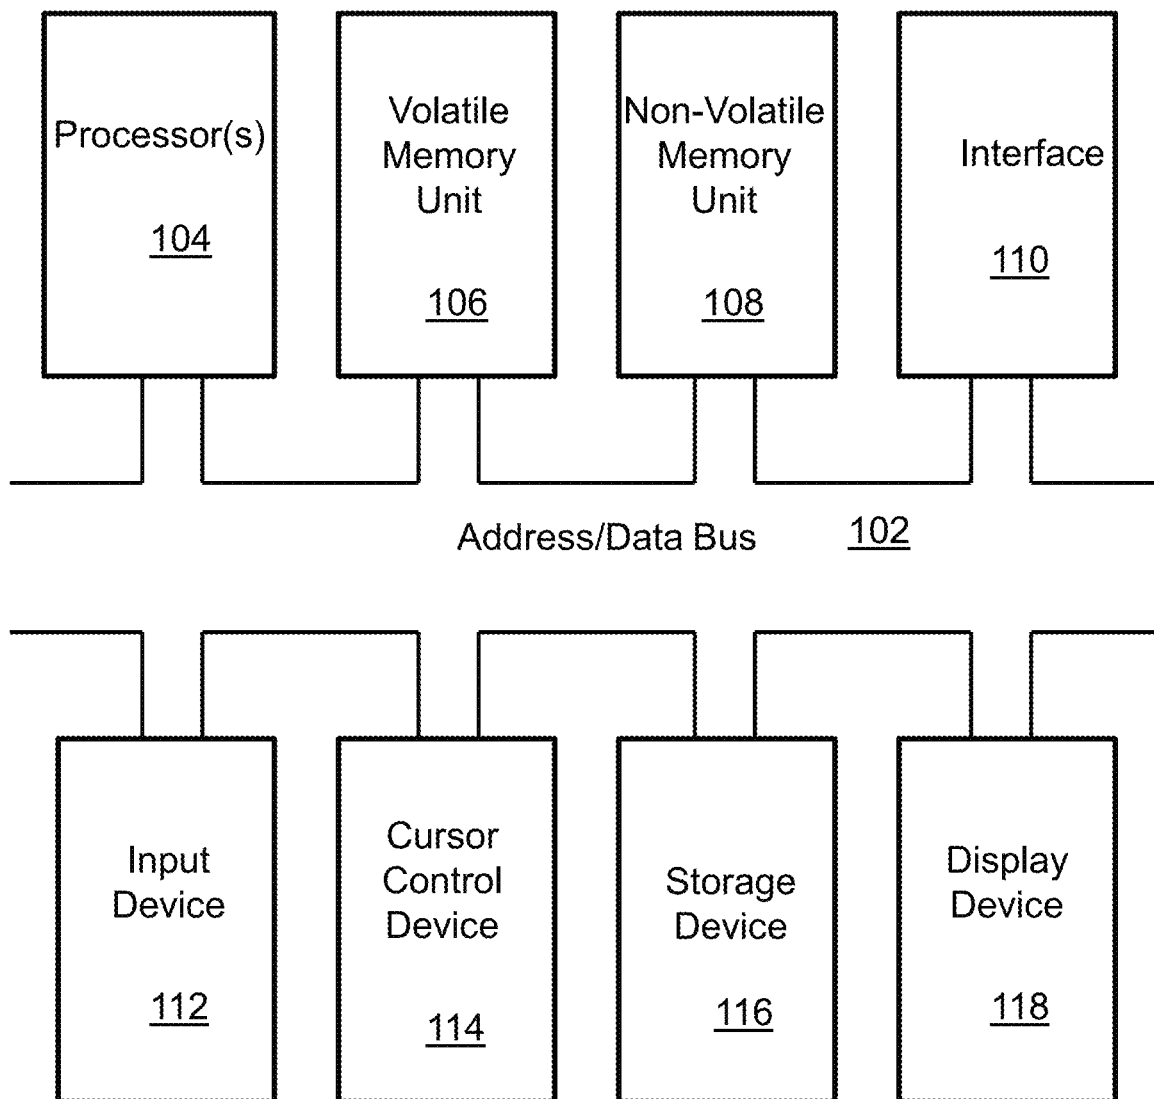 Processor(s)
104
Volatile
Memory
Unit
106
Non-Volatile
Memory
Unit
108
Interface
110
Address/Data Bus 102
Input
Device
112
Cursor
Control
Device
114
Storage
Device
116
Display
Device
118